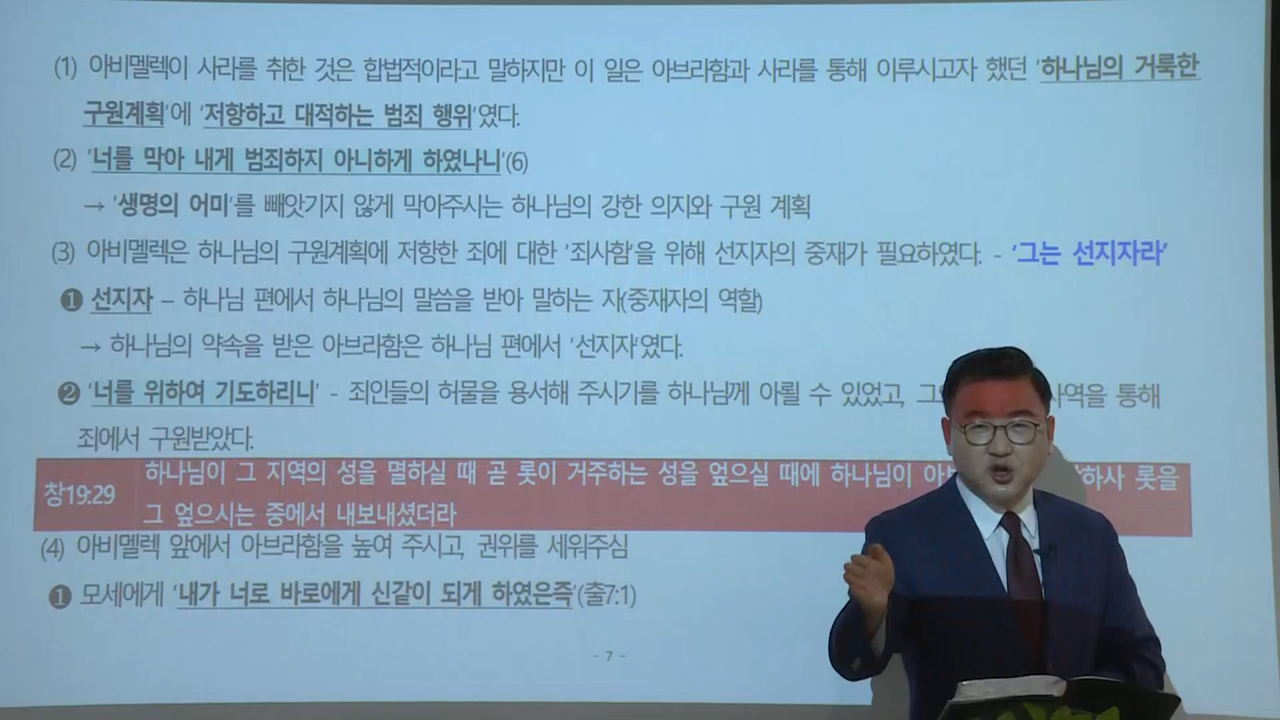 (1) 아비멜렉이 사라를 취한 것은 합법적이라고 말하지만 이 일은 아브라함과 사라를 통해 이루시고자 했던 '하나님의 거룩한
구원계획'에 '저항하고 대적하는 범죄 행위'였다.
(2) '너를 막아 내게 범죄하지 아니하게 하였나니'(6)
→ '생명의 어미'를 빼앗기지 않게 막아주시는 하나님의 강한 의지와 구원 계획
(3) 아비멜렉은 하나님의 구원계획에 저항한 죄에 대한 '죄사함'을 위해 선지자의 중재가 필요하였다. - '그는 선지자라'
❶ 선지자 – 하나님 편에서 하나님의 말씀을 받아 말하는 자(중재자의 역할)
→ 하나님의 약속을 받은 아브라함은 하나님 편에서 '선지자'였다.
❷ '너를 위하여 기도하리니' - 죄인들의 허물을 용서해 주시기를 하나님께 아뢸 수 있었고, 사역을 통해
죄에서 구원받았다.
창19:29 하나님이 그 지역의 성을 멸하실 때 곧 롯이 거주하는 성을 엎으실 때에 하나님이 롯을
그 엎으시는 중에서 내보내셨더라
(4) 아비멜렉 앞에서 아브라함을 높여 주시고, 권위를 세워주심
❶ 모세에게 '내가 너로 바로에게 신같이 되게 하였은즉'(출7:1)
- 7 -